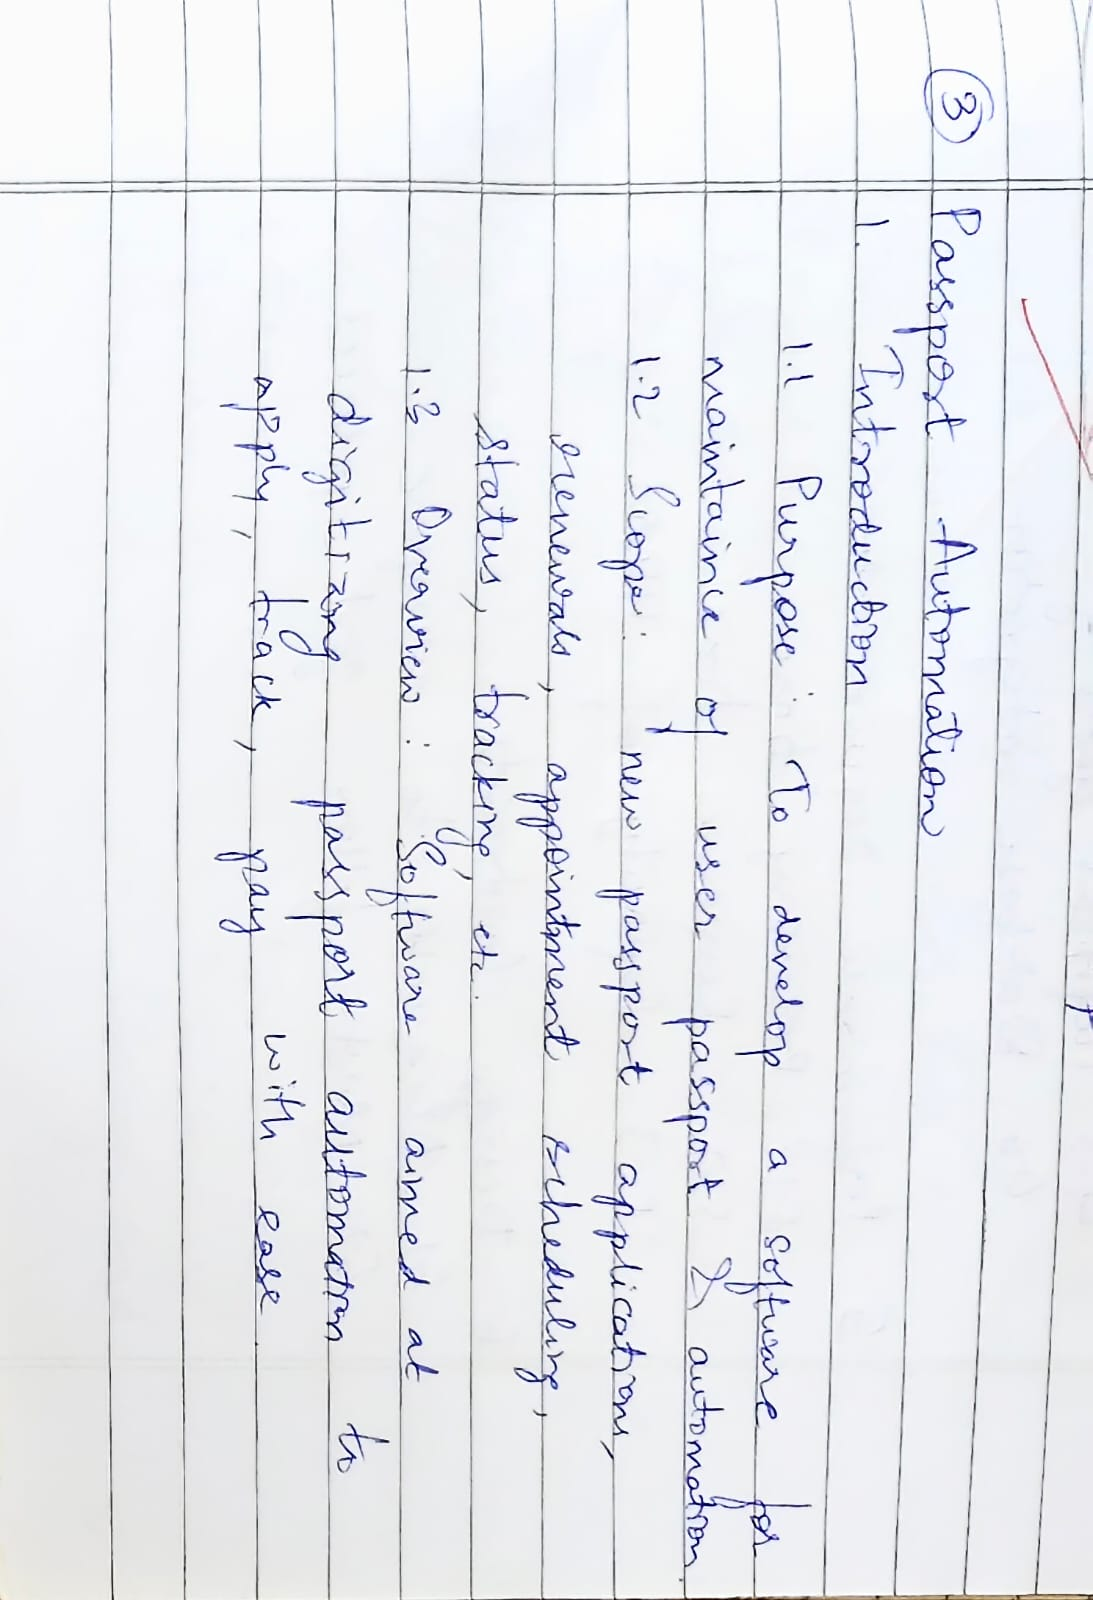 ③ Passport Automation
1. Introduction
1.1 Purpose : To develop a software for
maintaince of user passport & automation.
1.2 Scope : new passport applications,
renewals, appointment scheduling,
status, tracking, etc.
1.3 Overview : Software aimed at
digitizing passport automation to
apply, track, pay with ease.